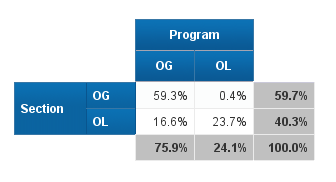 Program
OG OL
Section OG 59.3% 0.4% 59.7%
OL 16.6% 23.7% 40.3%
75.9% 24.1% 100.0%